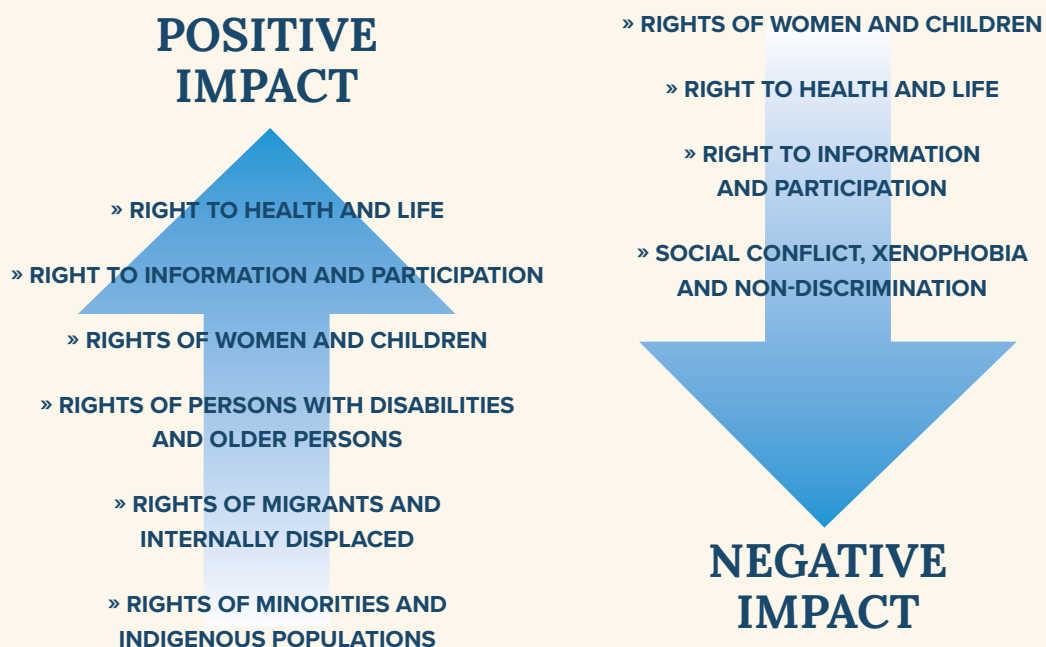 POSITIVE
IMPACT
» RIGHT TO HEALTH AND LIFE
» RIGHT TO INFORMATION AND PARTICIPATION
» RIGHTS OF WOMEN AND CHILDREN
» RIGHTS OF PERSONS WITH DISABILITIES
AND OLDER PERSONS
» RIGHTS OF MIGRANTS AND
INTERNALLY DISPLACED
» RIGHTS OF MINORITIES AND
INDIGENOUS POPULATIONS
» RIGHTS OF WOMEN AND CHILDREN
» RIGHT TO HEALTH AND LIFE
» RIGHT TO INFORMATION
AND PARTICIPATION
» SOCIAL CONFLICT, XENOPHOBIA
AND NON-DISCRIMINATION
NEGATIVE
IMPACT